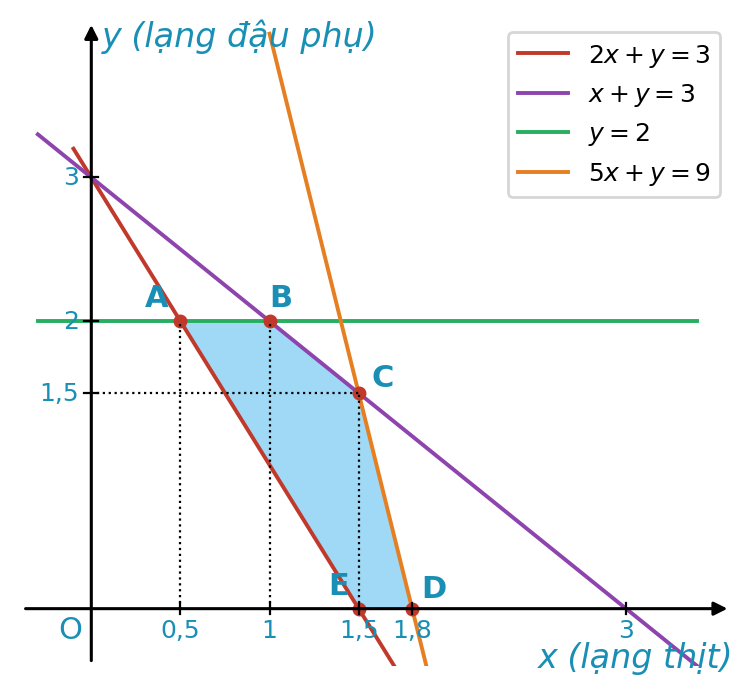 y (lạng đậu phụ)
2x + y = 3
x + y = 3
y = 2
5x + y = 9
3
A
B
2
C
1,5
E
D
O
0,5
1
1,5
1,8
3
x (lạng thịt)